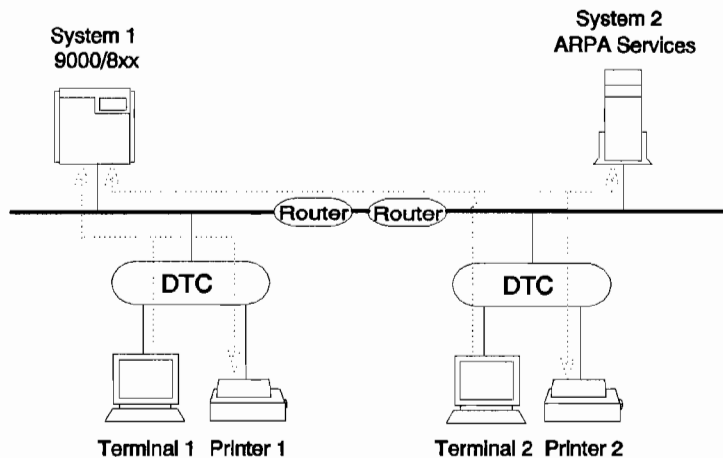 System 1
9000/8xx
System 2
ARPA Services
Router
Router
DTC
DTC
Terminal 1
Printer 1
Terminal 2
Printer 2